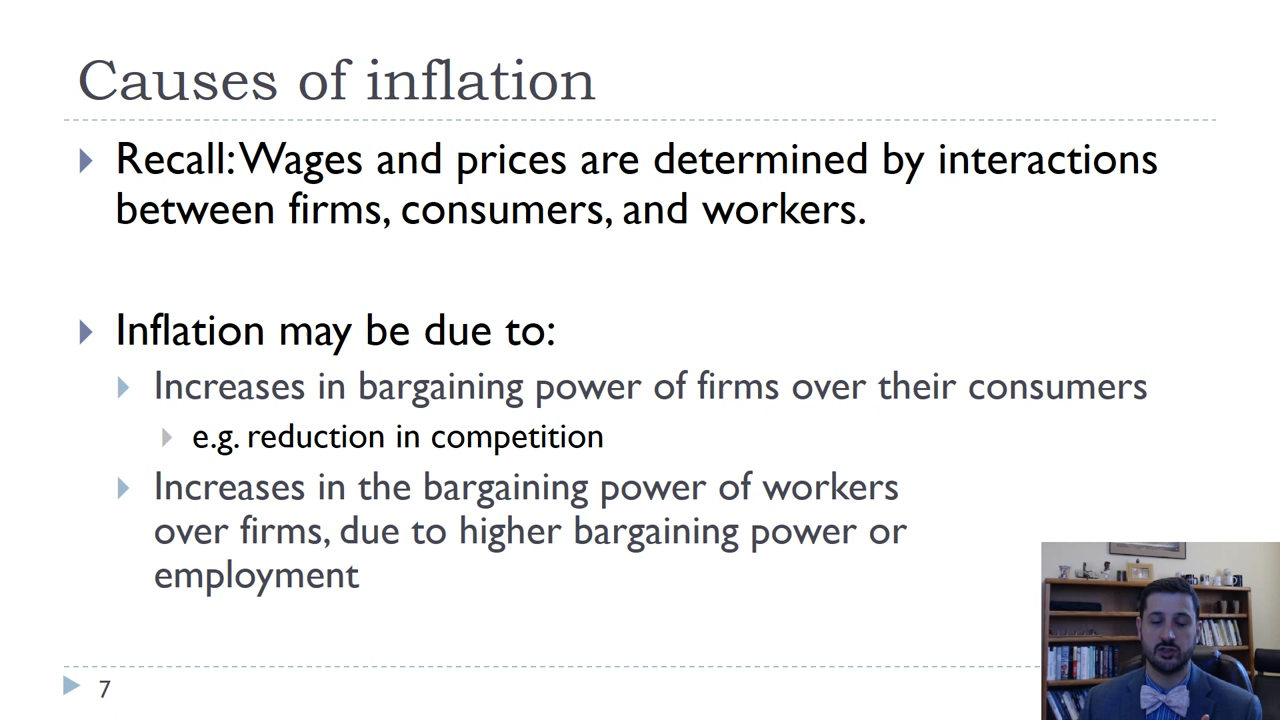 Causes of inflation
Recall: Wages and prices are determined by interactions
between firms, consumers, and workers.
Inflation may be due to:
Increases in bargaining power of firms over their consumers
e.g. reduction in competition
Increases in the bargaining power of workers
over firms, due to higher bargaining power or
employment
7